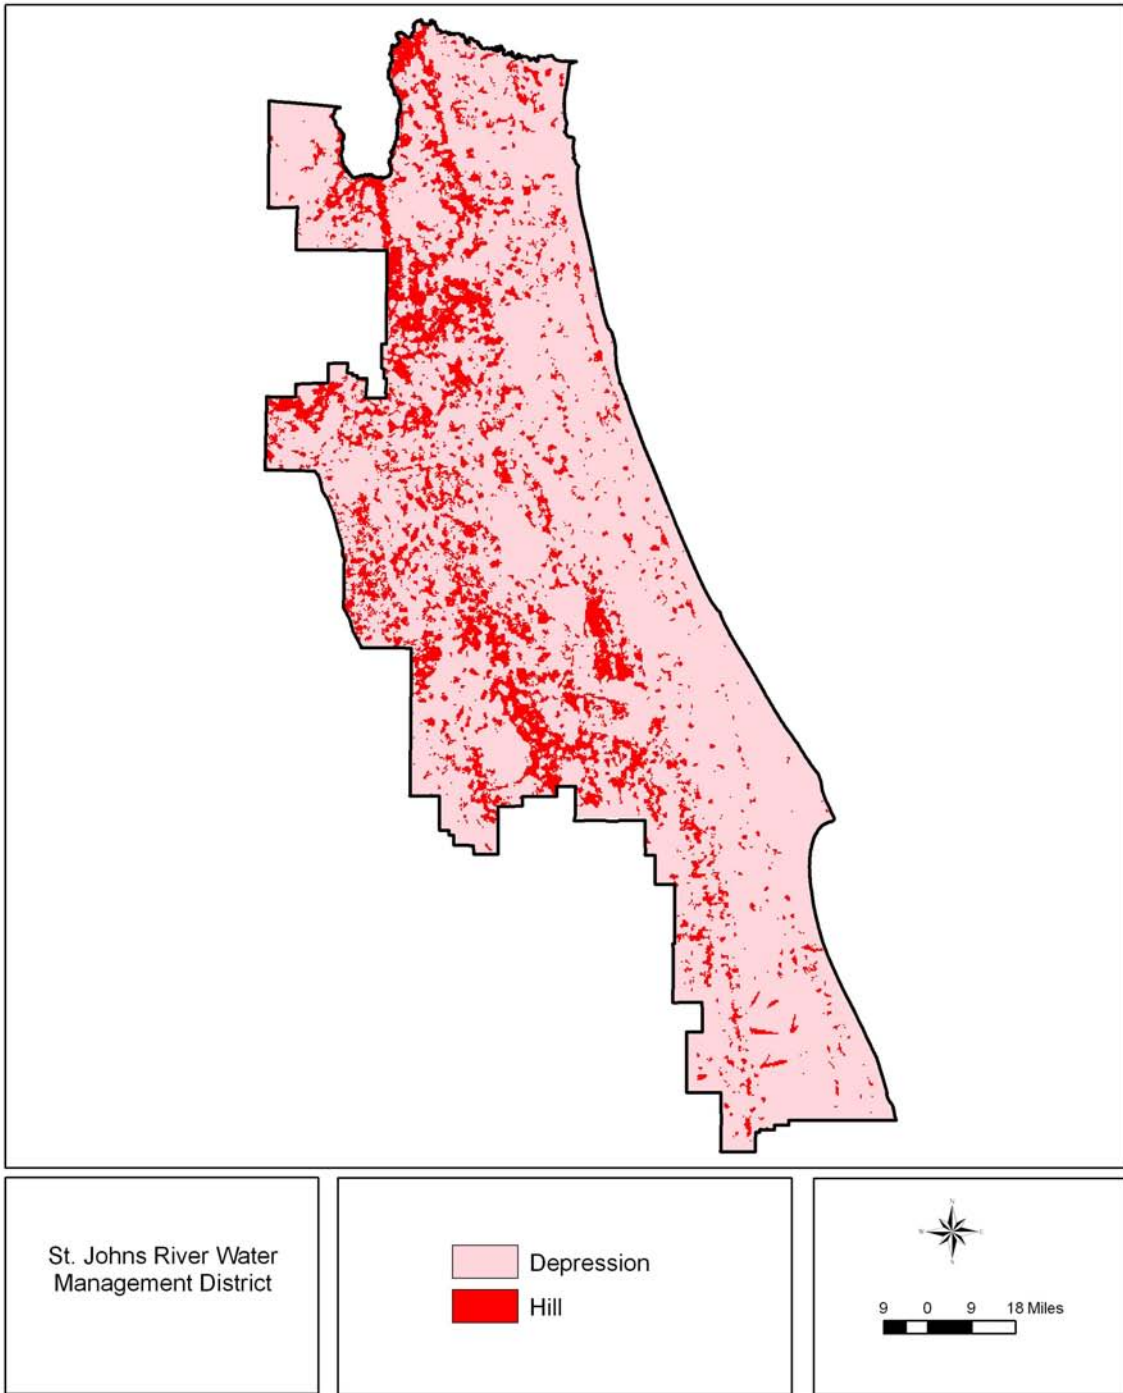 St. Johns River Water
Management District
Depression
Hill
N
9 0 9 18 Miles